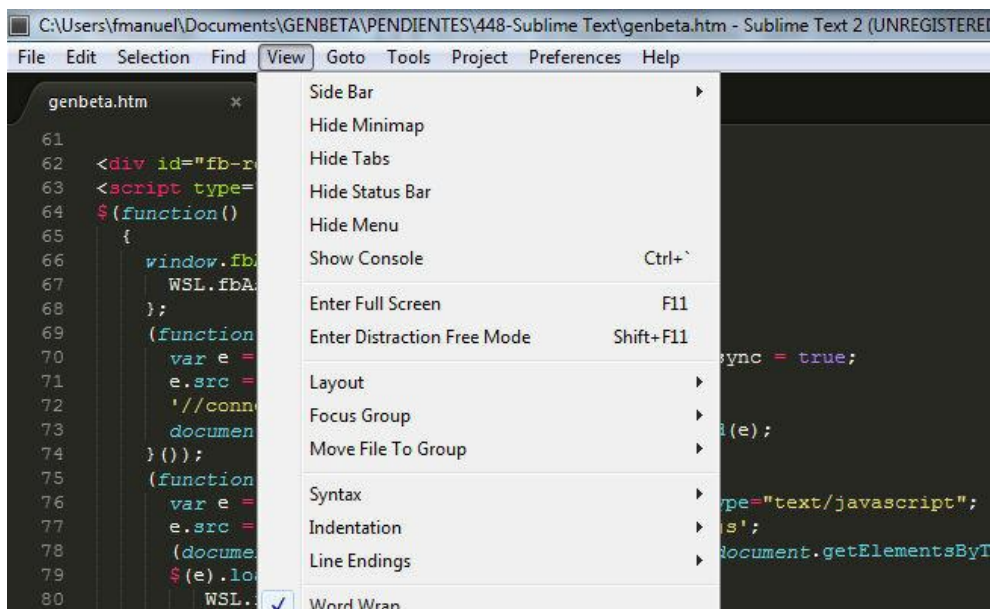 C:\Users\fmanuel\Documents\GENBETA\PENDIENTES\448-Sublime Text\genbeta.htm - Sublime Text 2 (UNREGISTERED
File Edit Selection Find View Goto Tools Project Preferences Help
genbeta.htm ×
Side Bar
Hide Minimap
Hide Tabs
Hide Status Bar
Hide Menu
Show Console Ctrl+`
Enter Full Screen F11
Enter Distraction Free Mode Shift+F11
Layout
Focus Group
Move File To Group
Syntax
Indentation
Line Endings
Word Wrap
61
62 <div id="fb-r
63 <script type=
64 $(function()
65 {
66 window.fb
67 WSL.fbA
68 };
69 (function
70 var e = sync = true;
71 e.src =
72 '//conn
73 documen (e);
74 }());
75 (function
76 var e = pe="text/javascript";
77 e.src = s';
78 (docume document.getElementsByT
79 $(e).lo
80 WSL.